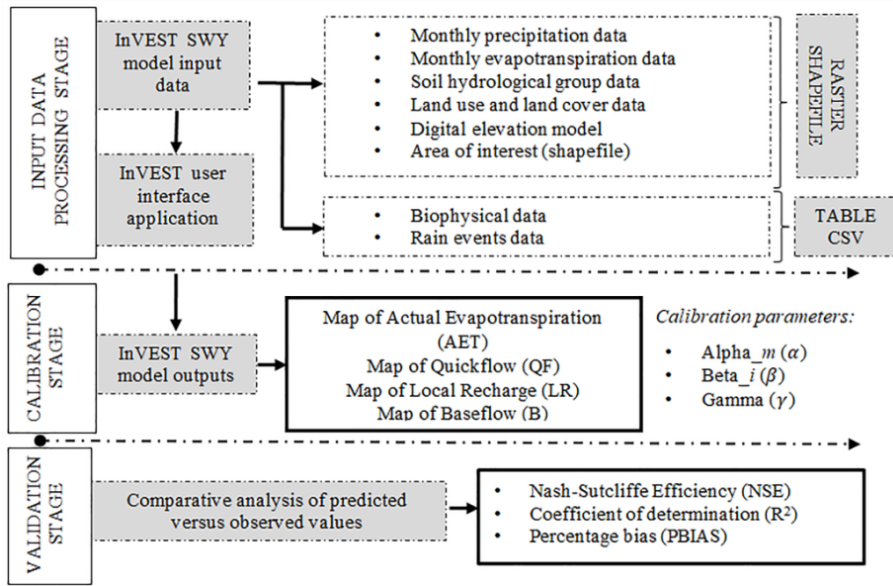 INPUT DATA
PROCESSING STAGE
InVEST SWY
model input
data
InVEST user
interface
application
• Monthly precipitation data
• Monthly evapotranspiration data
• Soil hydrological group data
• Land use and land cover data
• Digital elevation model
• Area of interest (shapefile)
RASTER
SHAPEFILE
• Biophysical data
• Rain events data
TABLE
CSV
CALIBRATION
STAGE
InVEST SWY
model outputs
Map of Actual Evapotranspiration
(AET)
Map of Quickflow (QF)
Map of Local Recharge (LR)
Map of Baseflow (B)
Calibration parameters:
• Alpha_m (α)
• Beta_i (β)
• Gamma (γ)
VALIDATION
STAGE
Comparative analysis of predicted
versus observed values
• Nash-Sutcliffe Efficiency (NSE)
• Coefficient of determination (R²)
• Percentage bias (PBIAS)